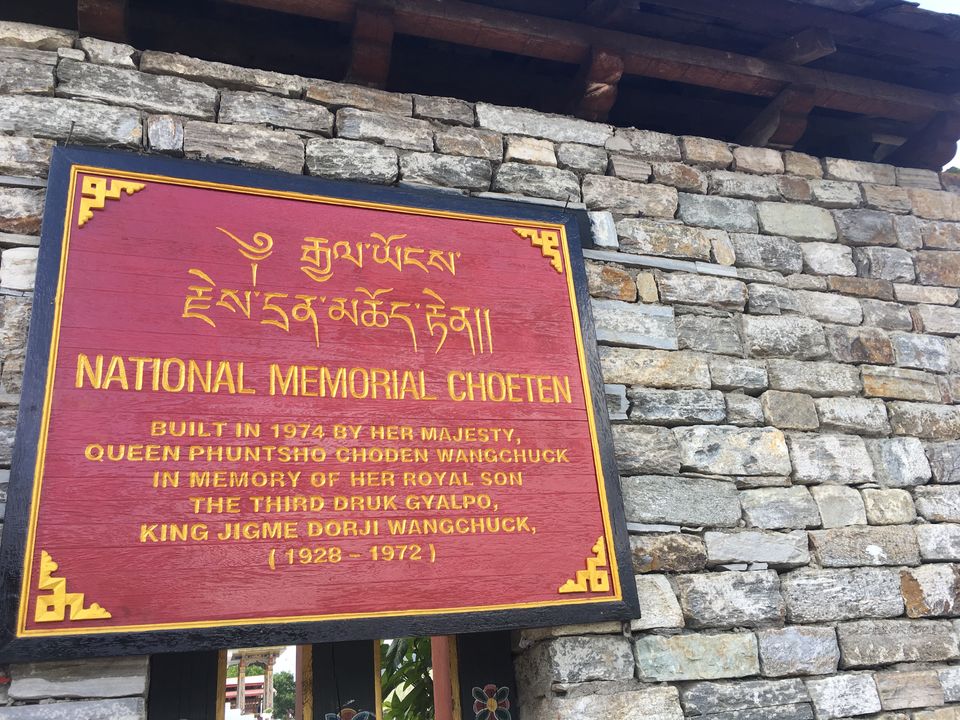 ༄ རྒྱལ་ཡོངས་
རྗེས་དྲན་མཆོད་རྟེན༎
NATIONAL MEMORIAL CHOETEN
BUILT IN 1974 BY HER MAJESTY,
QUEEN PHUNTSHO CHODEN WANGCHUCK
IN MEMORY OF HER ROYAL SON
THE THIRD DRUK GYALPO,
KING JIGME DORJI WANGCHUCK,
( 1928 – 1972 )